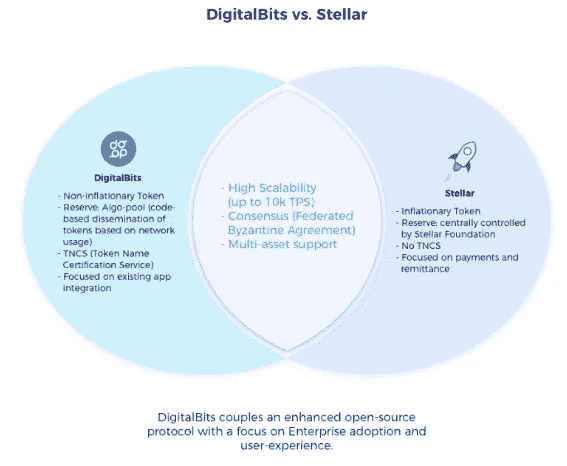 DigitalBits vs. Stellar
DigitalBits
- Non-inflationary Token
- Reserve: Algo-pool (code-
based dissemination of
tokens based on network
usage)
- TNCS (Token Name
Certification Service)
- Focused on existing app
integration
- High Scalability
(up to 10k TPS)
- Consensus (Federated
Byzantine Agreement)
- Multi-asset support
Stellar
- Inflationary Token
- Reserve: centrally controlled
by Stellar Foundation
- No TNCS
- Focused on payments and
remittance
DigitalBits couples an enhanced open-source
protocol with a focus on Enterprise adoption and
user-experience.